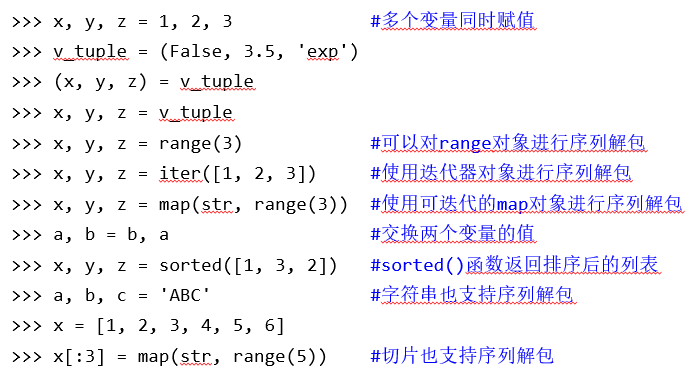 >>> x, y, z = 1, 2, 3 #多个变量同时赋值
>>> v_tuple = (False, 3.5, 'exp')
>>> (x, y, z) = v_tuple
>>> x, y, z = v_tuple
>>> x, y, z = range(3) #可以对range对象进行序列解包
>>> x, y, z = iter([1, 2, 3]) #使用迭代器对象进行序列解包
>>> x, y, z = map(str, range(3)) #使用可迭代的map对象进行序列解包
>>> a, b = b, a #交换两个变量的值
>>> x, y, z = sorted([1, 3, 2]) #sorted()函数返回排序后的列表
>>> a, b, c = 'ABC' #字符串也支持序列解包
>>> x = [1, 2, 3, 4, 5, 6]
>>> x[:3] = map(str, range(5)) #切片也支持序列解包